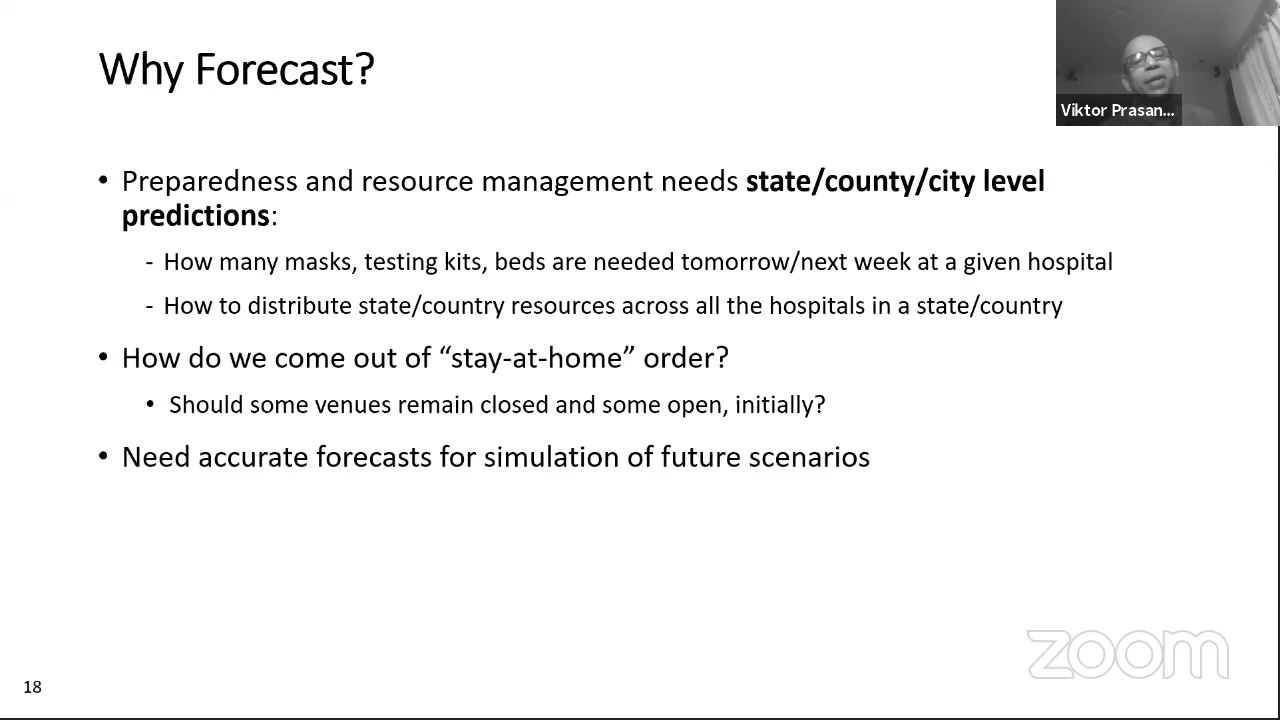 Why Forecast?
Viktor Prasan...
• Preparedness and resource management needs state/county/city level
predictions:
- How many masks, testing kits, beds are needed tomorrow/next week at a given hospital
- How to distribute state/country resources across all the hospitals in a state/country
• How do we come out of “stay-at-home” order?
• Should some venues remain closed and some open, initially?
• Need accurate forecasts for simulation of future scenarios
zoom
18